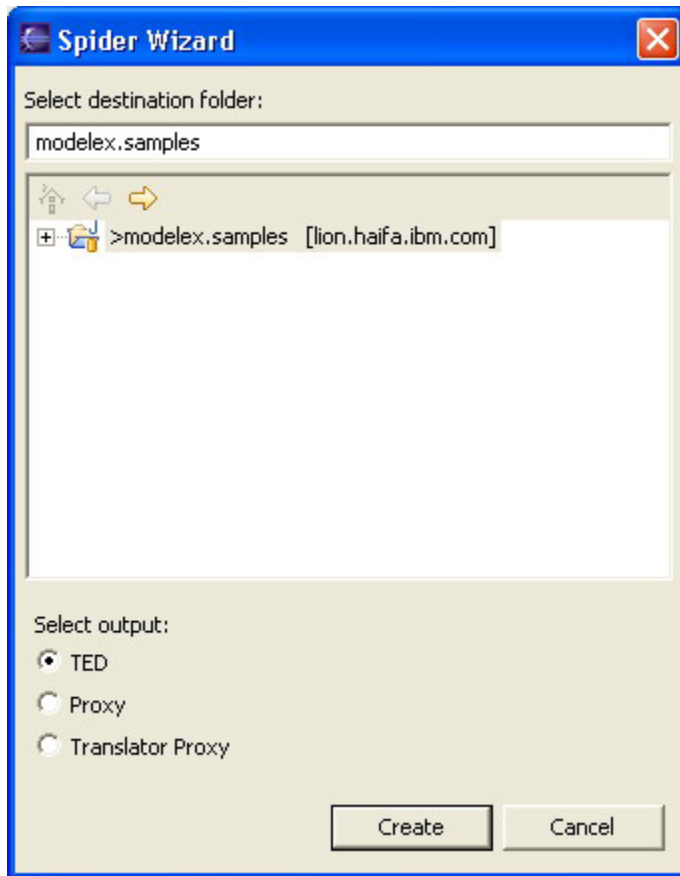 Spider Wizard
Select destination folder:
modelex.samples
>modelex.samples [lion.haifa.ibm.com]
Select output:
TED
Proxy
Translator Proxy
Create Cancel